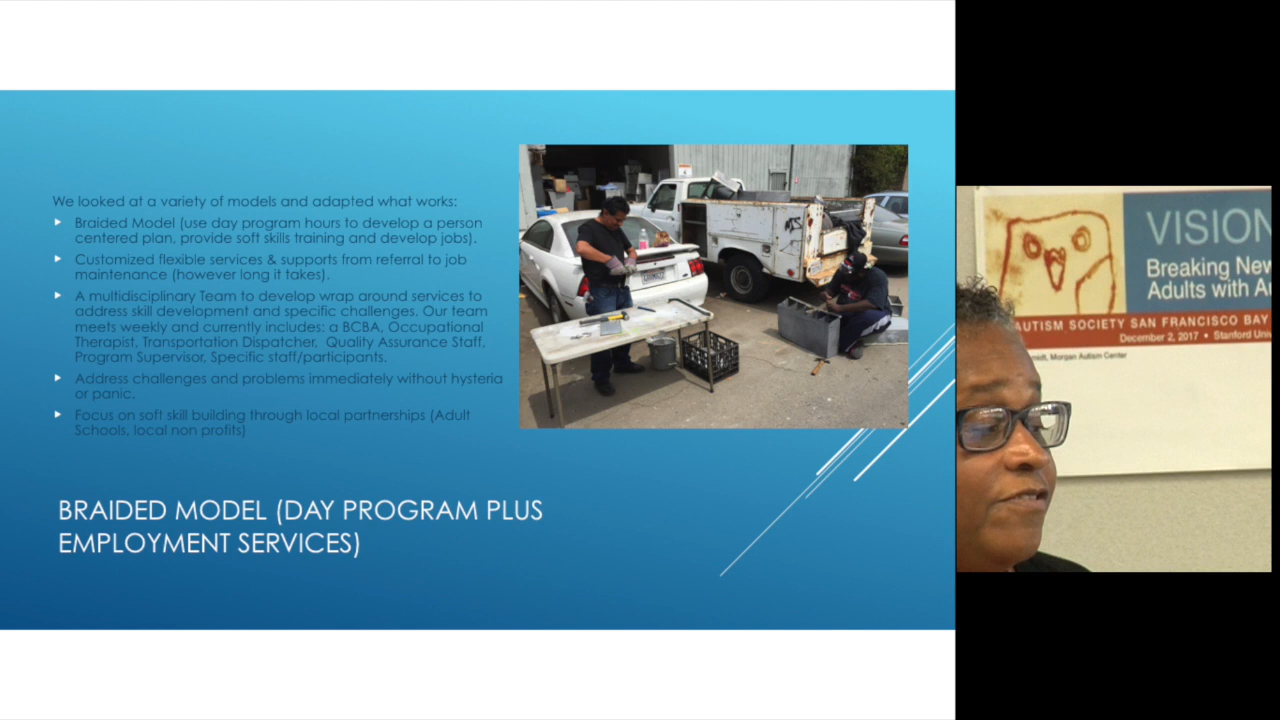 We looked at a variety of models and adapted what works:
Braided Model (use day program hours to develop a person
centered plan, provide soft skills training and develop jobs).
Customized flexible services & supports from referral to job
maintenance (however long it takes).
A multidisciplinary Team to develop wrap around services to
address skill development and specific challenges. Our team
meets weekly and currently includes: a BCBA, Occupational
Therapist, Transportation Dispatcher, Quality Assurance Staff,
Program Supervisor, Specific staff/participants.
Address challenges and problems immediately without hysteria
or panic.
Focus on soft skill building through local partnerships (Adult
Schools, local non profits)
BRAIDED MODEL (DAY PROGRAM PLUS
EMPLOYMENT SERVICES)
VISION
Breaking New
Adults with A
AUTISM SOCIETY SAN FRANCISCO BAY
December 2, 2017 • Stanford Univ
Morgan Autism Center